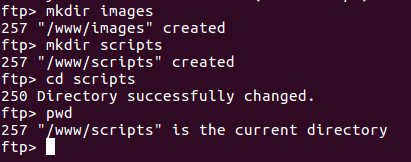 ftp> mkdir images
257 "/www/images" created
ftp> mkdir scripts
257 "/www/scripts" created
ftp> cd scripts
250 Directory successfully changed.
ftp> pwd
257 "/www/scripts" is the current directory
ftp>